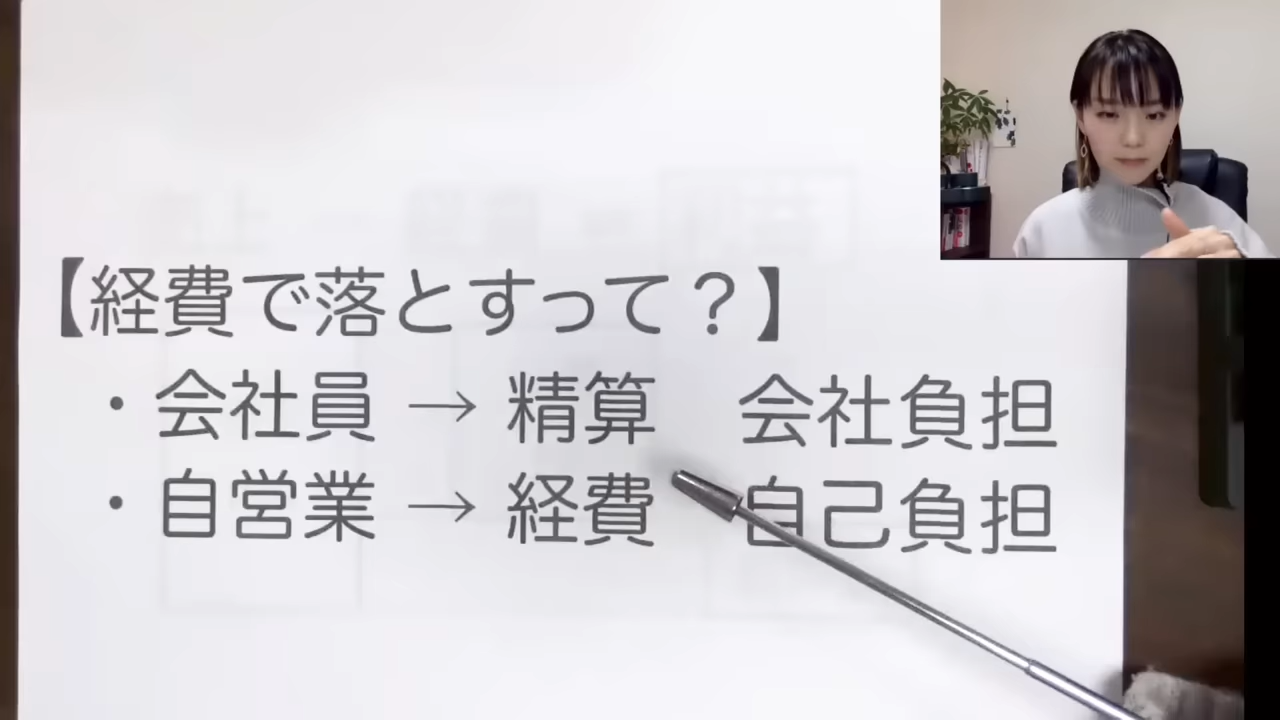 【経費で落とすって？】
・会社員 → 精算 会社負担
・自営業 → 経費 自己負担